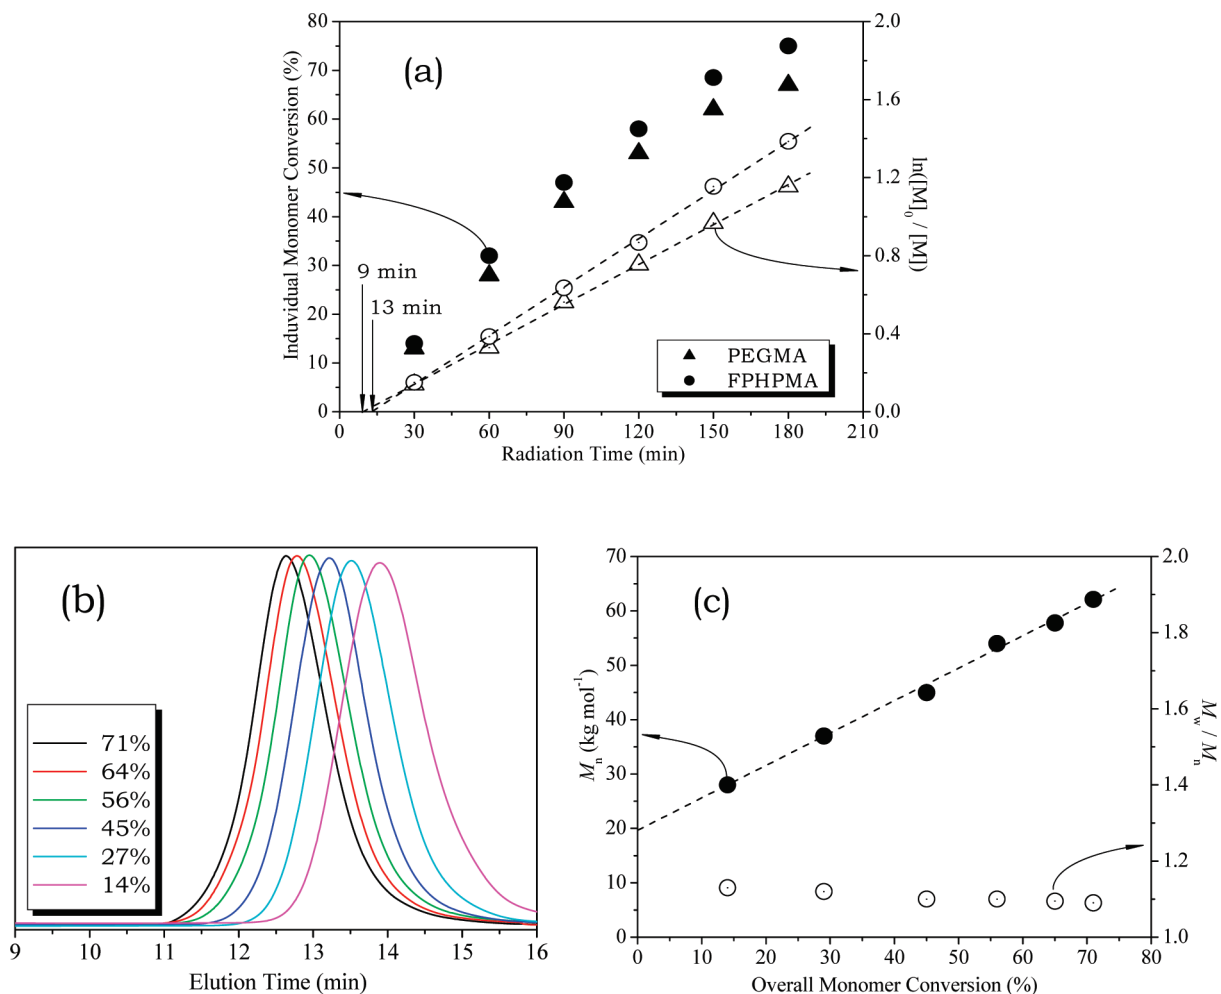 (a)
Induvidual Monomer Conversion (%)
80
70
60
50
40
30
20
10
0
2.0
1.6
1.2
0.8
0.4
0.0
ln([M]0 / [M])
9 min
13 min
PEGMA
FPHPMA
0 30 60 90 120 150 180 210
Radiation Time (min)
(b)
71%
64%
56%
45%
27%
14%
9 10 11 12 13 14 15 16
Elution Time (min)
(c)
Mn (kg mol-1)
70
60
50
40
30
20
10
0
2.0
1.8
1.6
1.4
1.2
1.0
Mw / Mn
0 10 20 30 40 50 60 70 80
Overall Monomer Conversion (%)